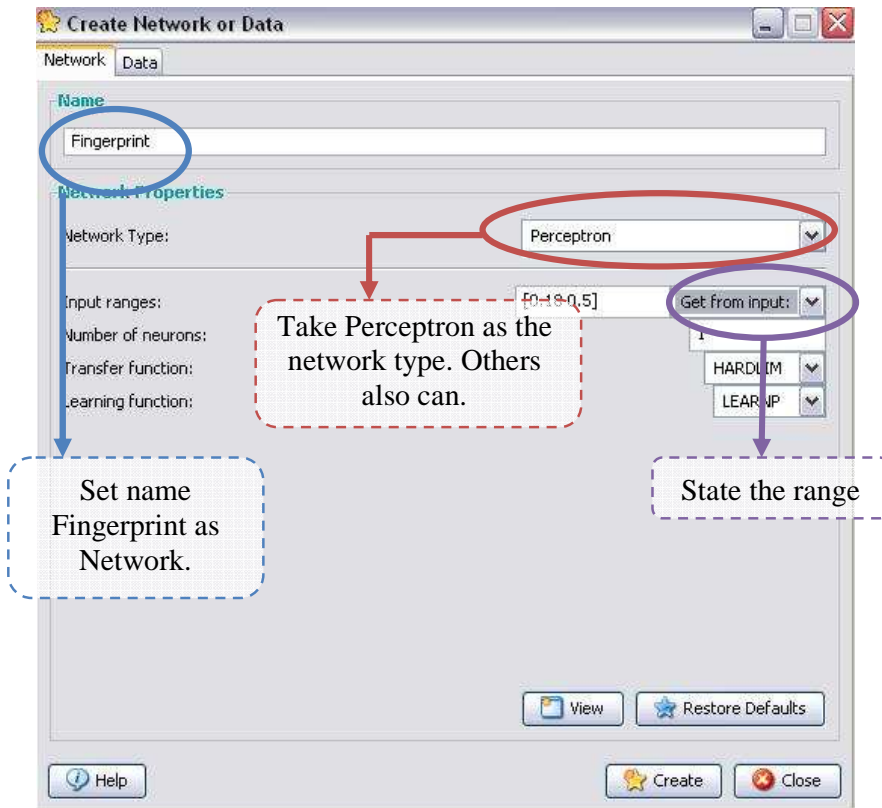 Create Network or Data
Network Data
Name
Fingerprint
Network Properties
Network Type: Perceptron
Input ranges: Get from input:
Number of neurons: 1
Transfer function: HARDLIM
Learning function: LEARNP
Take Perceptron as the
network type. Others
also can.
Set name
Fingerprint as
Network.
State the range
View Restore Defaults
Help Create Close